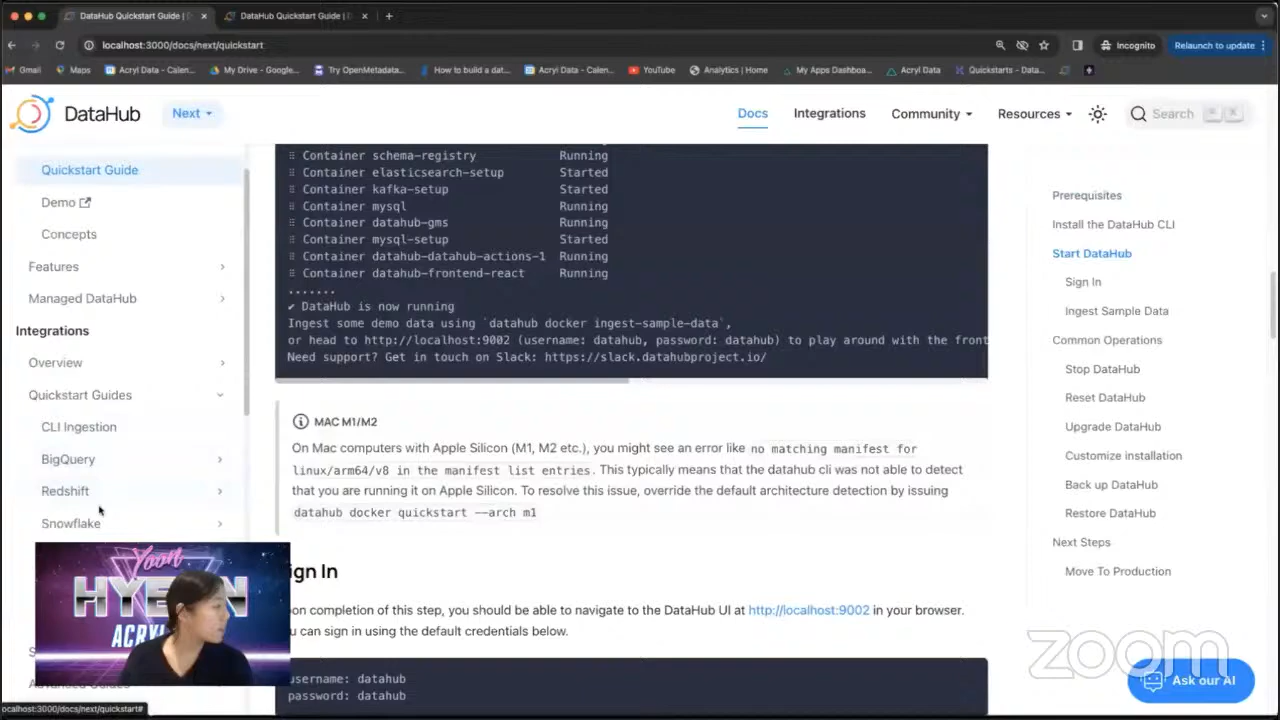 DataHub Quickstart Guide |
DataHub Quickstart Guide |
localhost:3000/docs/next/quickstart
Incognito
Relaunch to update
Gmail
Maps
Acryl Data - Calen...
My Drive - Google...
Try OpenMetadata...
How to build a dat...
Acryl Data - Calen...
YouTube
Analytics | Home
My Apps Dashboa...
Acryl Data
Quickstarts - Data...
DataHub
Next
Docs
Integrations
Community
Resources
Search
K
Quickstart Guide
Demo
Concepts
Features
Managed DataHub
Integrations
Overview
Quickstart Guides
CLI Ingestion
BigQuery
Redshift
Snowflake
Container schema-registry Running
Container elasticsearch-setup Started
Container kafka-setup Started
Container mysql Running
Container datahub-gms Running
Container mysql-setup Started
Container datahub-datahub-actions-1 Running
Container datahub-frontend-react Running
.......
✔ DataHub is now running
Ingest some demo data using `datahub docker ingest-sample-data`,
or head to http://localhost:9002 (username: datahub, password: datahub) to play around with the front
Need support? Get in touch on Slack: https://slack.datahubproject.io/
MAC M1/M2
On Mac computers with Apple Silicon (M1, M2 etc.), you might see an error like no matching manifest for
linux/arm64/v8 in the manifest list entries. This typically means that the datahub cli was not able to detect
that you are running it on Apple Silicon. To resolve this issue, override the default architecture detection by issuing
datahub docker quickstart --arch m1
ign In
on completion of this step, you should be able to navigate to the DataHub UI at http://localhost:9002 in your browser.
u can sign in using the default credentials below.
username: datahub
password: datahub
Prerequisites
Install the DataHub CLI
Start DataHub
Sign In
Ingest Sample Data
Common Operations
Stop DataHub
Reset DataHub
Upgrade DataHub
Customize installation
Back up DataHub
Restore DataHub
Next Steps
Move To Production
Yoon
HYE N
ACRYL
zoom
Ask our AI
ocalhost:3000/docs/next/quickstart#